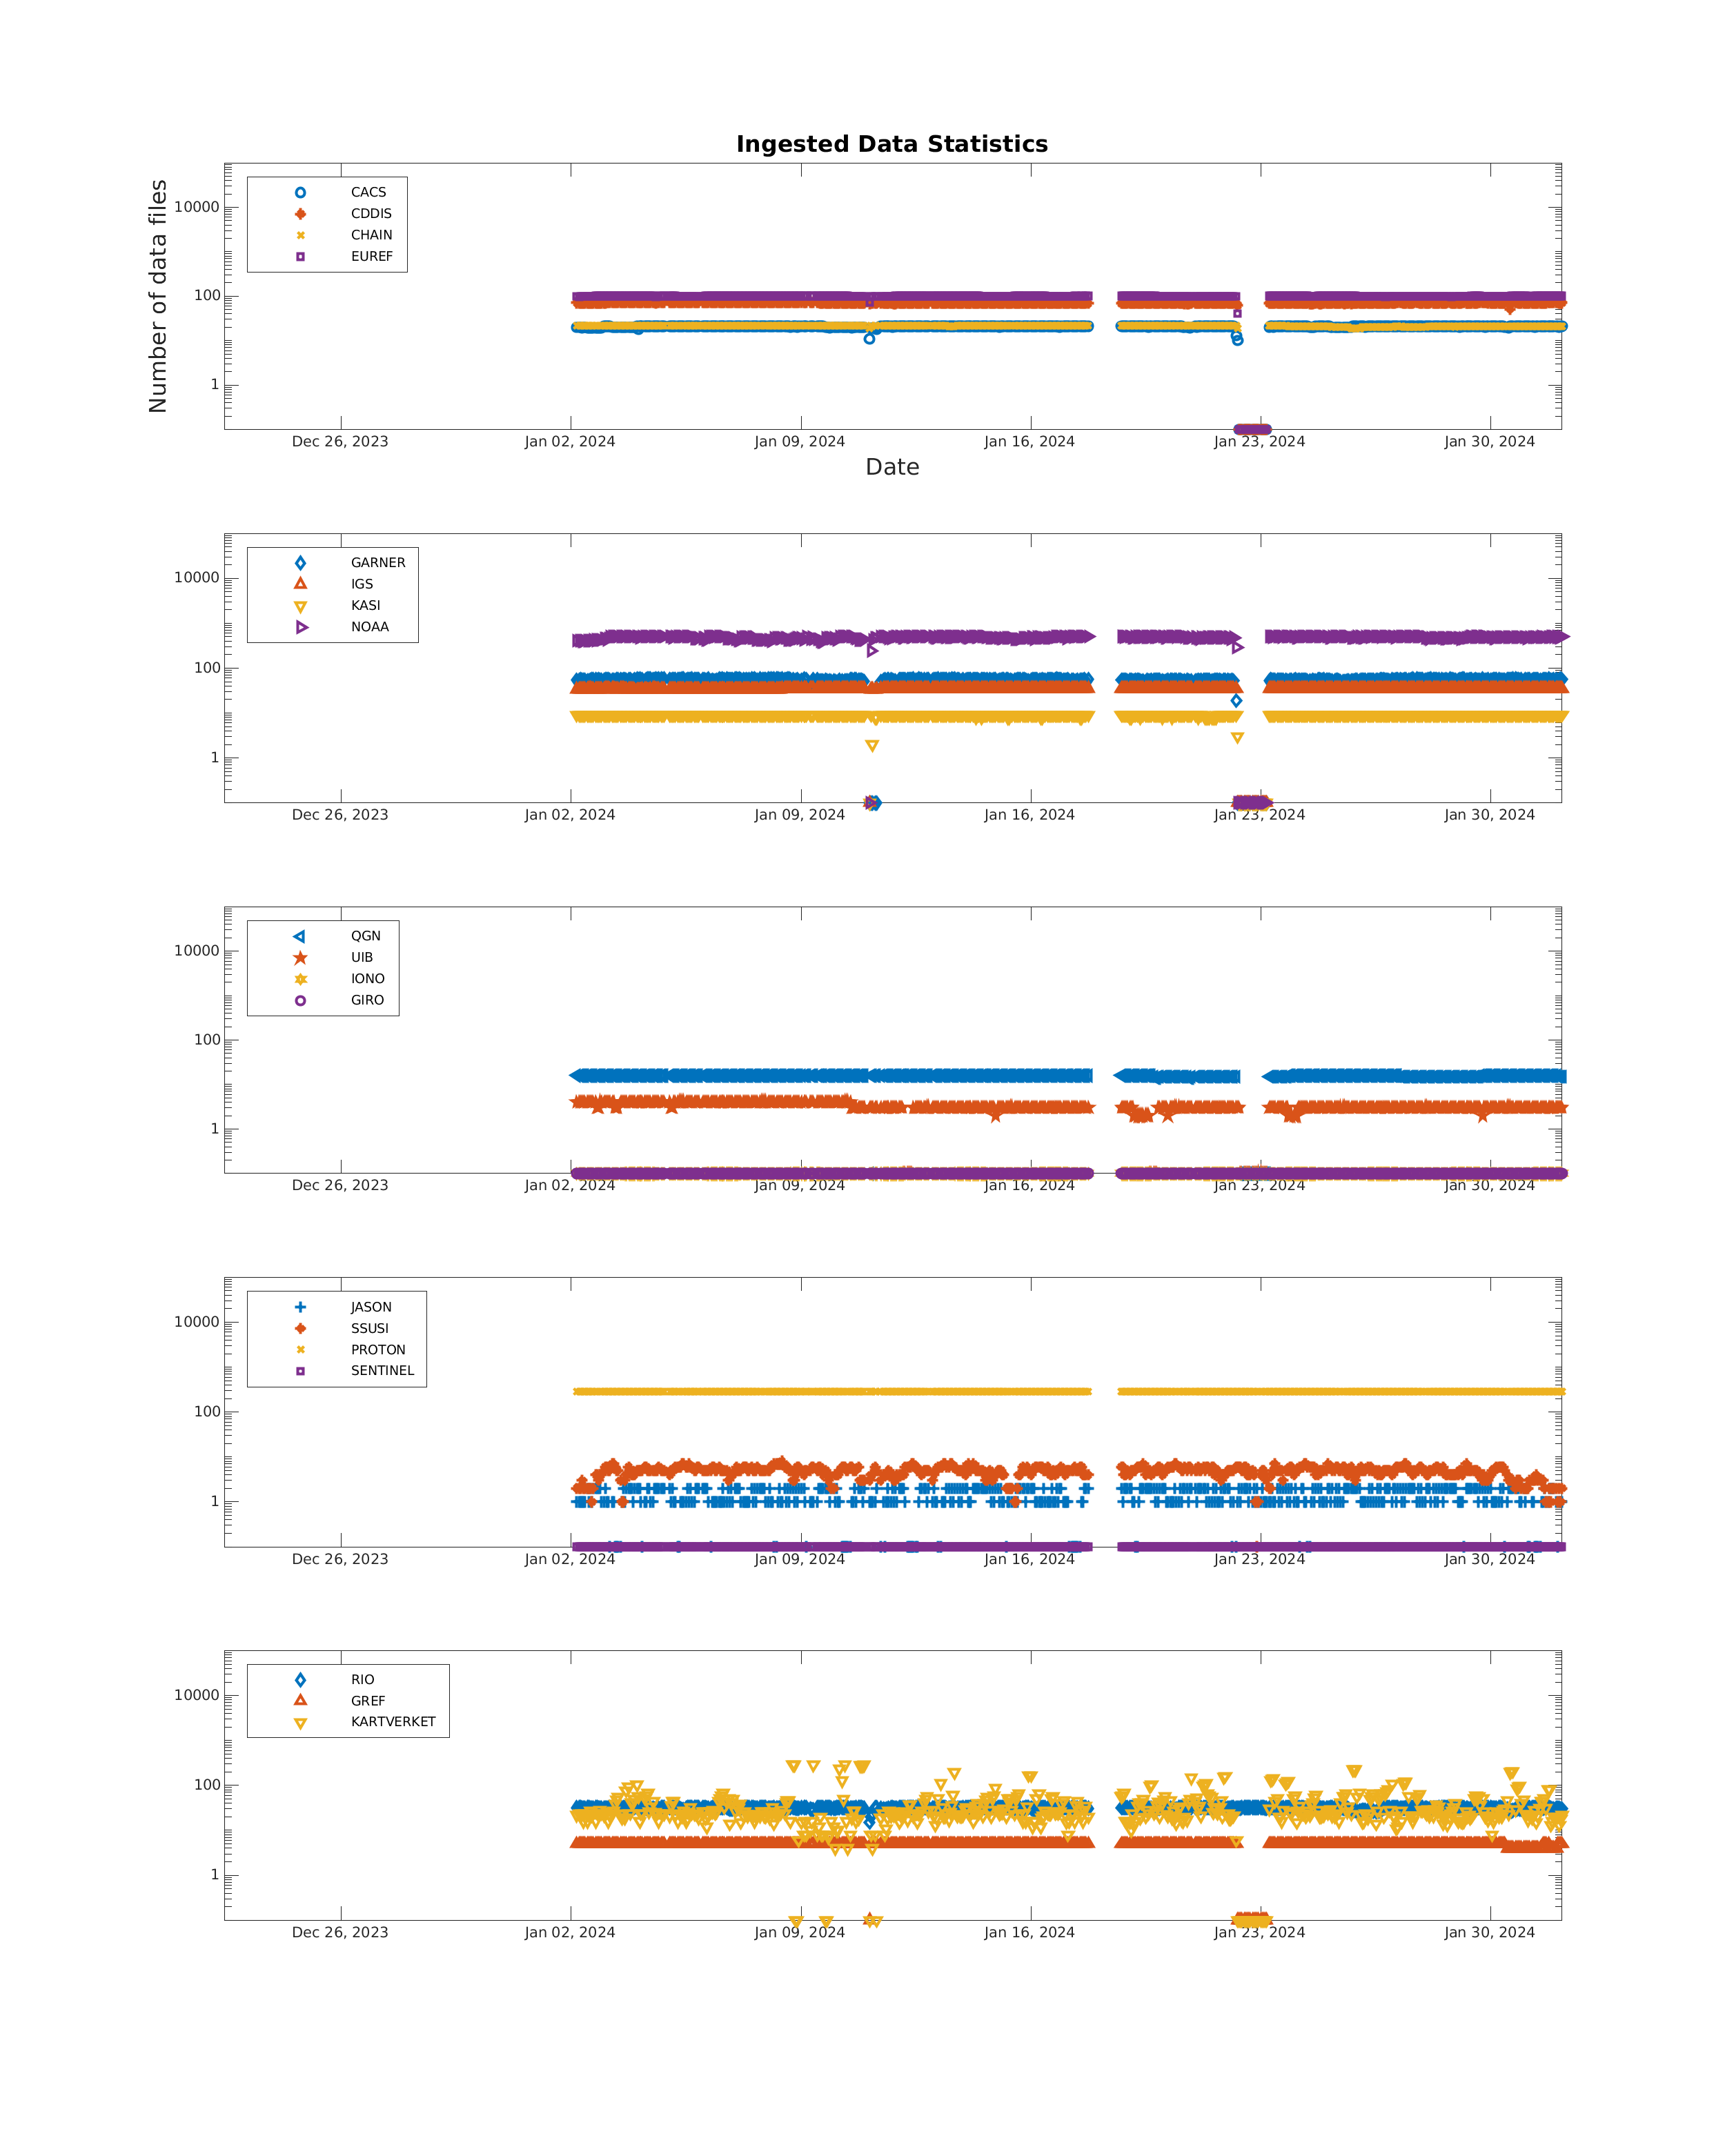 Ingested Data Statistics
Number of data files
10000
100
1
CACS
CDDIS
CHAIN
EUREF
Dec 26, 2023 Jan 02, 2024 Jan 09, 2024 Jan 16, 2024 Jan 23, 2024 Jan 30, 2024
Date
10000
100
1
GARNER
IGS
KASI
NOAA
Dec 26, 2023 Jan 02, 2024 Jan 09, 2024 Jan 16, 2024 Jan 23, 2024 Jan 30, 2024
10000
100
1
QGN
UIB
IONO
GIRO
Dec 26, 2023 Jan 02, 2024 Jan 09, 2024 Jan 16, 2024 Jan 23, 2024 Jan 30, 2024
10000
100
1
JASON
SSUSI
PROTON
SENTINEL
Dec 26, 2023 Jan 02, 2024 Jan 09, 2024 Jan 16, 2024 Jan 23, 2024 Jan 30, 2024
10000
100
1
RIO
GREF
KARTVERKET
Dec 26, 2023 Jan 02, 2024 Jan 09, 2024 Jan 16, 2024 Jan 23, 2024 Jan 30, 2024